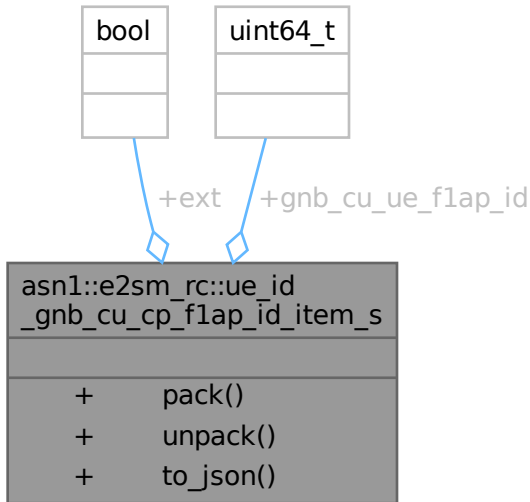 bool
uint64_t
+ext
+gnb_cu_ue_f1ap_id
asn1::e2sm_rc::ue_id
_gnb_cu_cp_f1ap_id_item_s
+ pack()
+ unpack()
+ to_json()